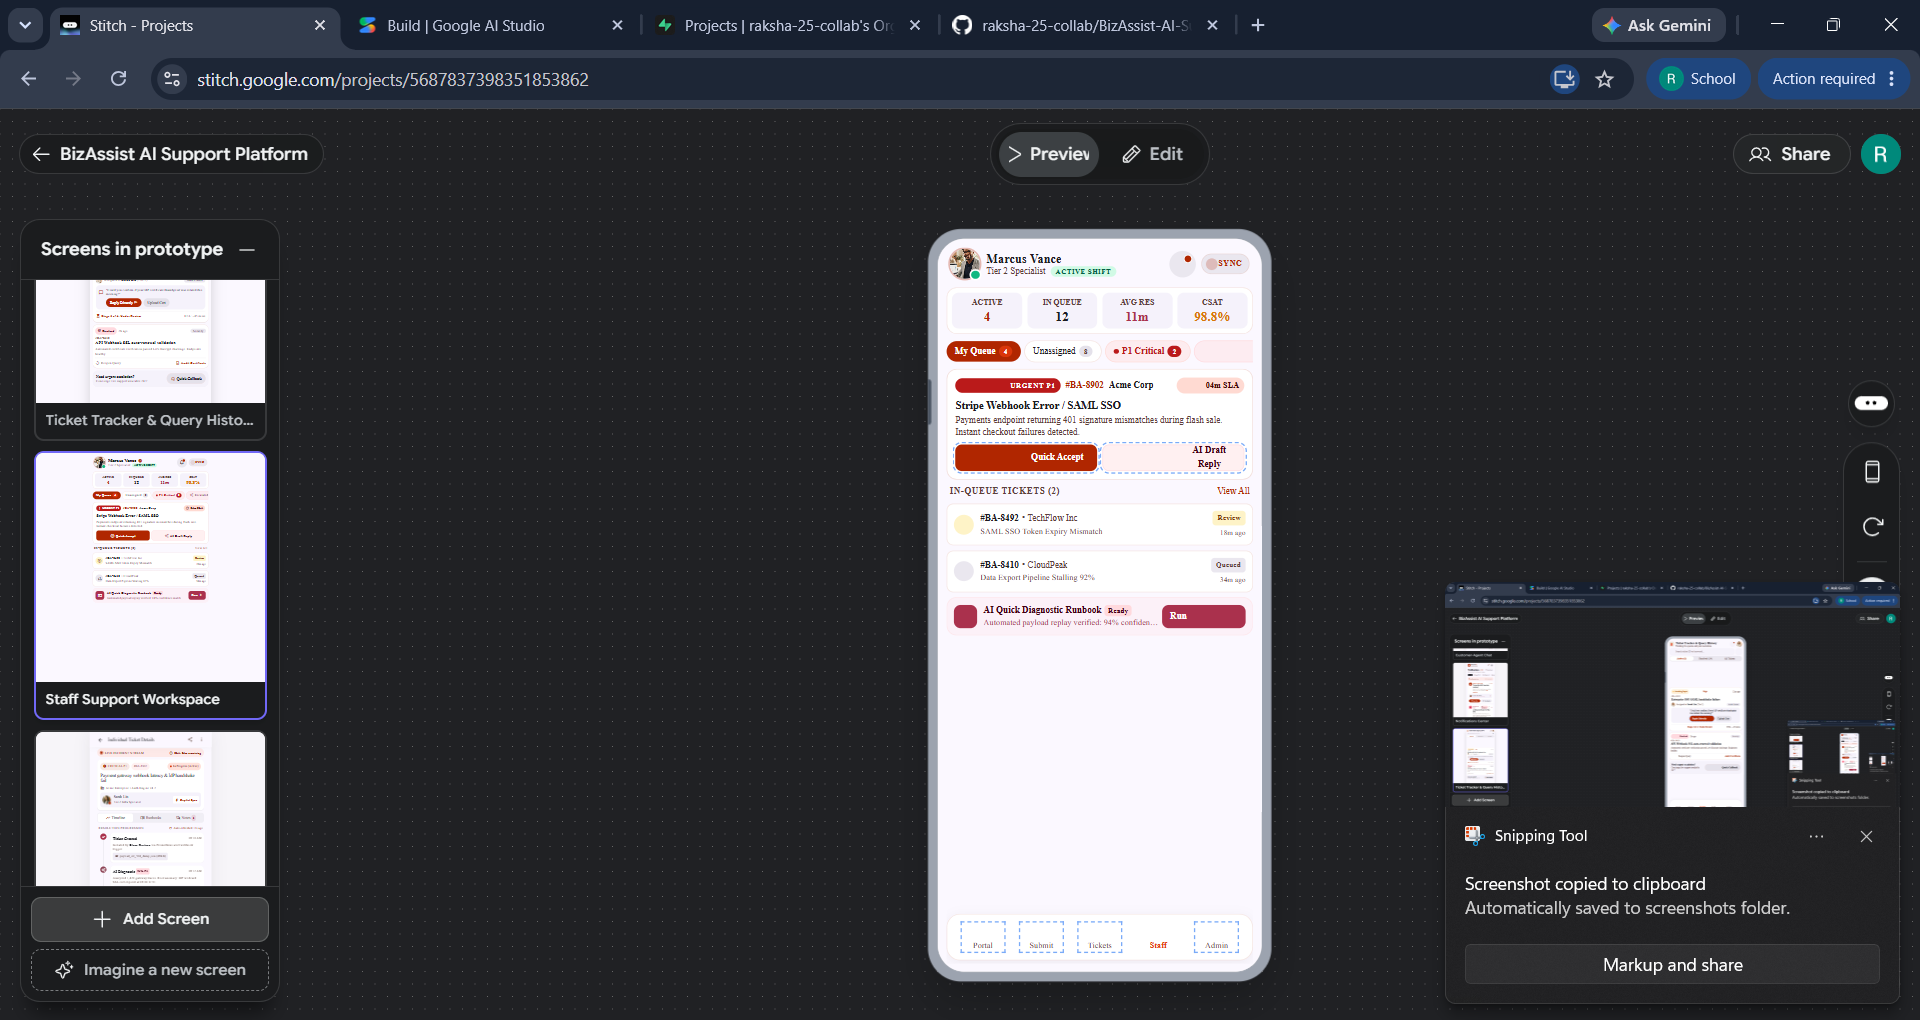 Stitch - Projects
Build | Google AI Studio
Projects | raksha-25-collab's Or
raksha-25-collab/BizAssist-AI-S
Ask Gemini
stitch.google.com/projects/5687837398351853862
R School
Action required
BizAssist AI Support Platform
Preview
Edit
Share
R
Screens in prototype
Ticket Tracker & Query Histo...
Staff Support Workspace
Add Screen
Imagine a new screen
Marcus Vance
Tier 2 Specialist ACTIVE SHIFT
SYNC
ACTIVE
4
IN QUEUE
12
AVG RES
11m
CSAT
98.8%
My Queue 4
Unassigned 8
P1 Critical 2
URGENT P1 #BA-8902 Acme Corp 04m SLA
Stripe Webhook Error / SAML SSO
Payments endpoint returning 401 signature mismatches during flash sale.
Instant checkout failures detected.
Quick Accept
AI Draft
Reply
IN-QUEUE TICKETS (2)
View All
#BA-8492 • TechFlow Inc
SAML SSO Token Expiry Mismatch
Review
18m ago
#BA-8410 • CloudPeak
Data Export Pipeline Stalling 92%
Queued
34m ago
AI Quick Diagnostic Runbook Ready
Automated payload replay verified: 94% confiden...
Run
Portal
Submit
Tickets
Staff
Admin
Snipping Tool
Screenshot copied to clipboard
Automatically saved to screenshots folder.
Markup and share